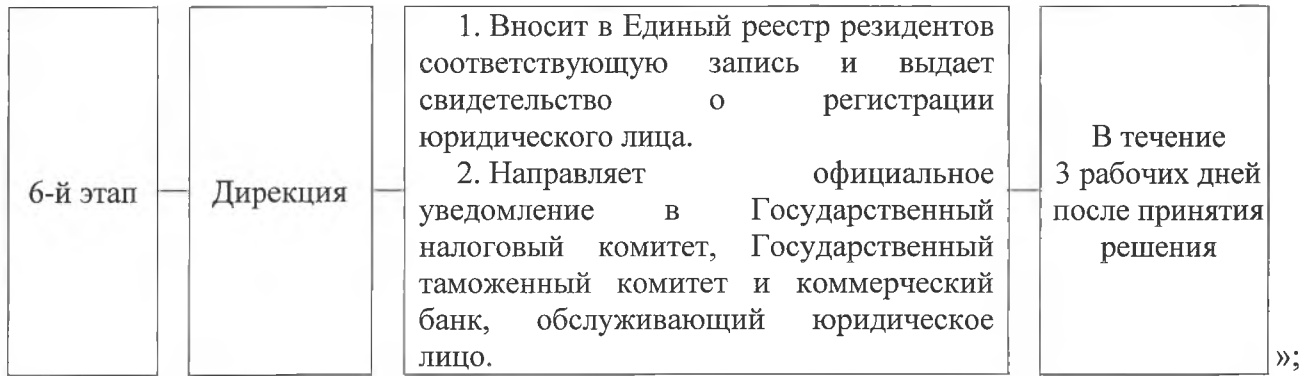 6-й этап
Дирекция
1. Вносит в Единый реестр резидентов
соответствующую запись и выдает
свидетельство о регистрации
юридического лица.
2. Направляет официальное
уведомление в Государственный
налоговый комитет, Государственный
таможенный комитет и коммерческий
банк, обслуживающий юридическое
лицо.
В течение
3 рабочих дней
после принятия
решения
»;